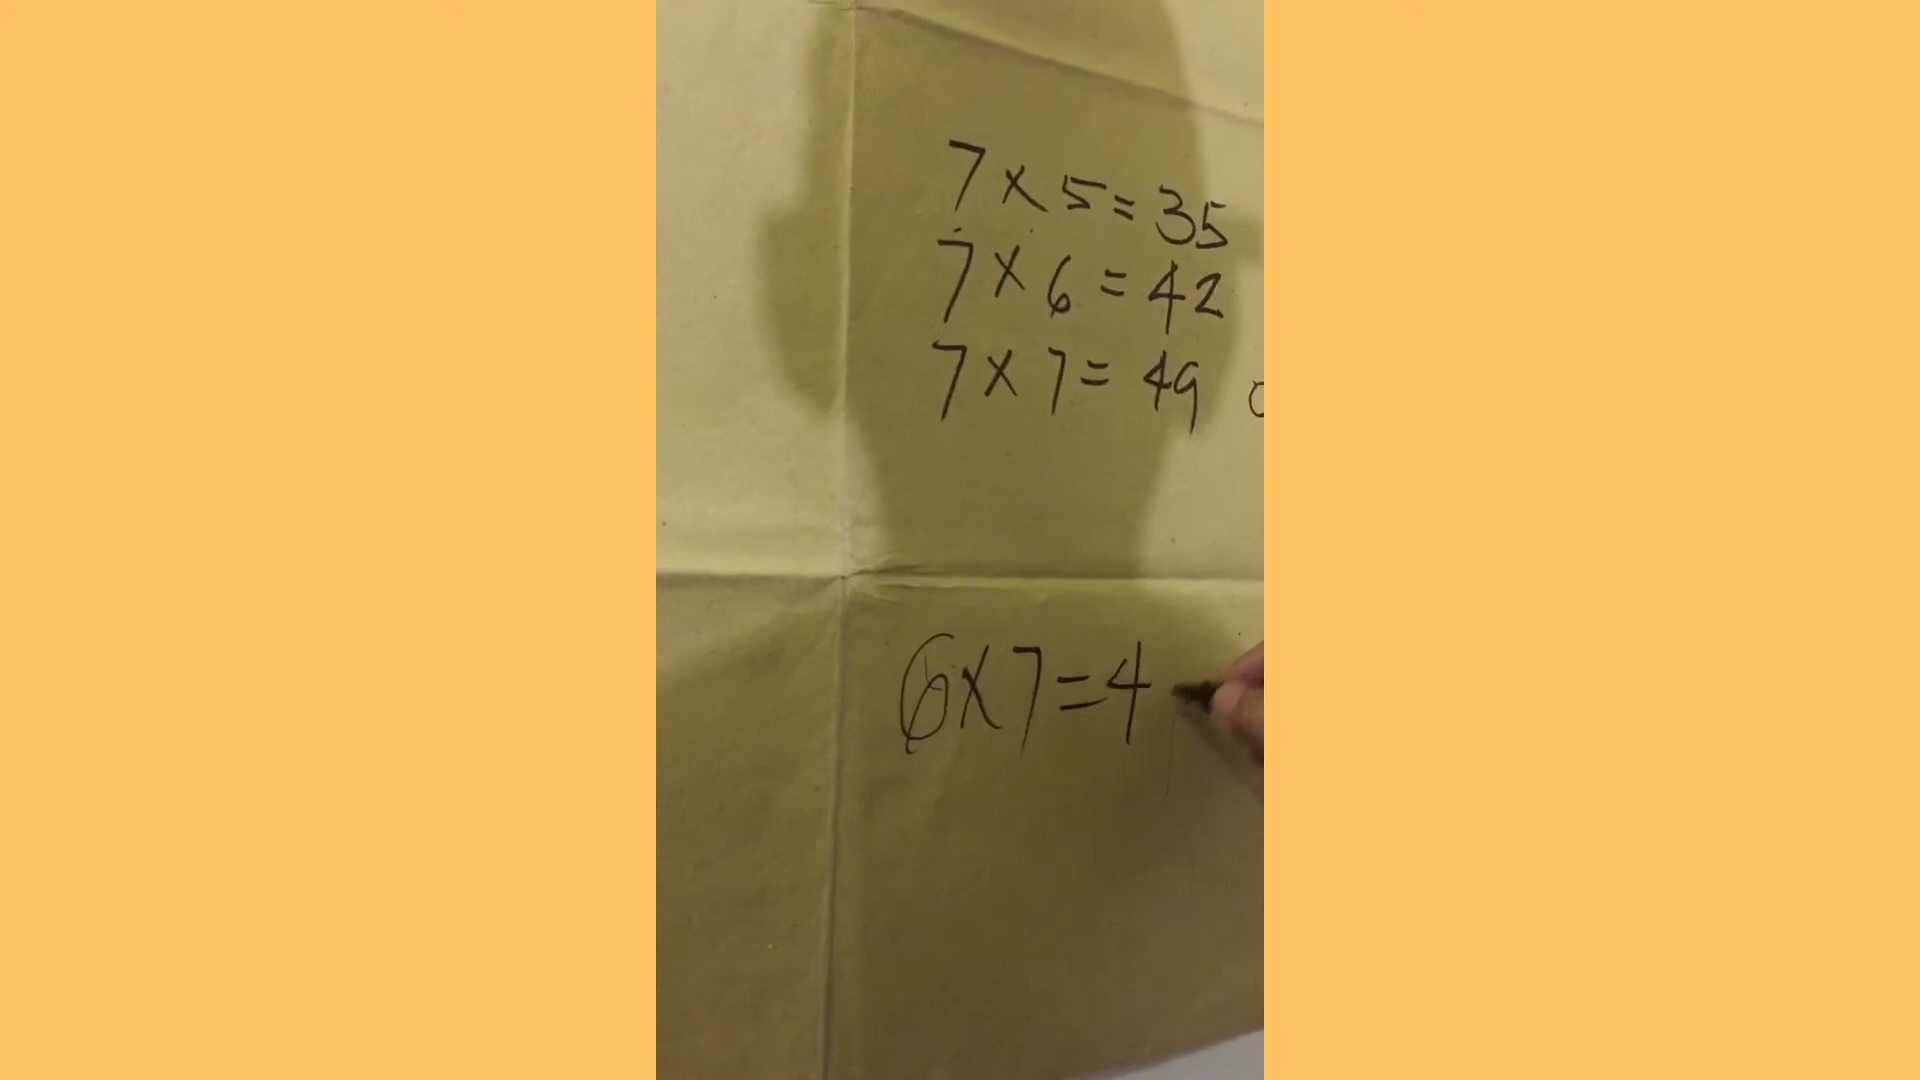 7 x 5 = 35
7 x 6 = 42
7 x 7 = 49
6 x 7 = 4